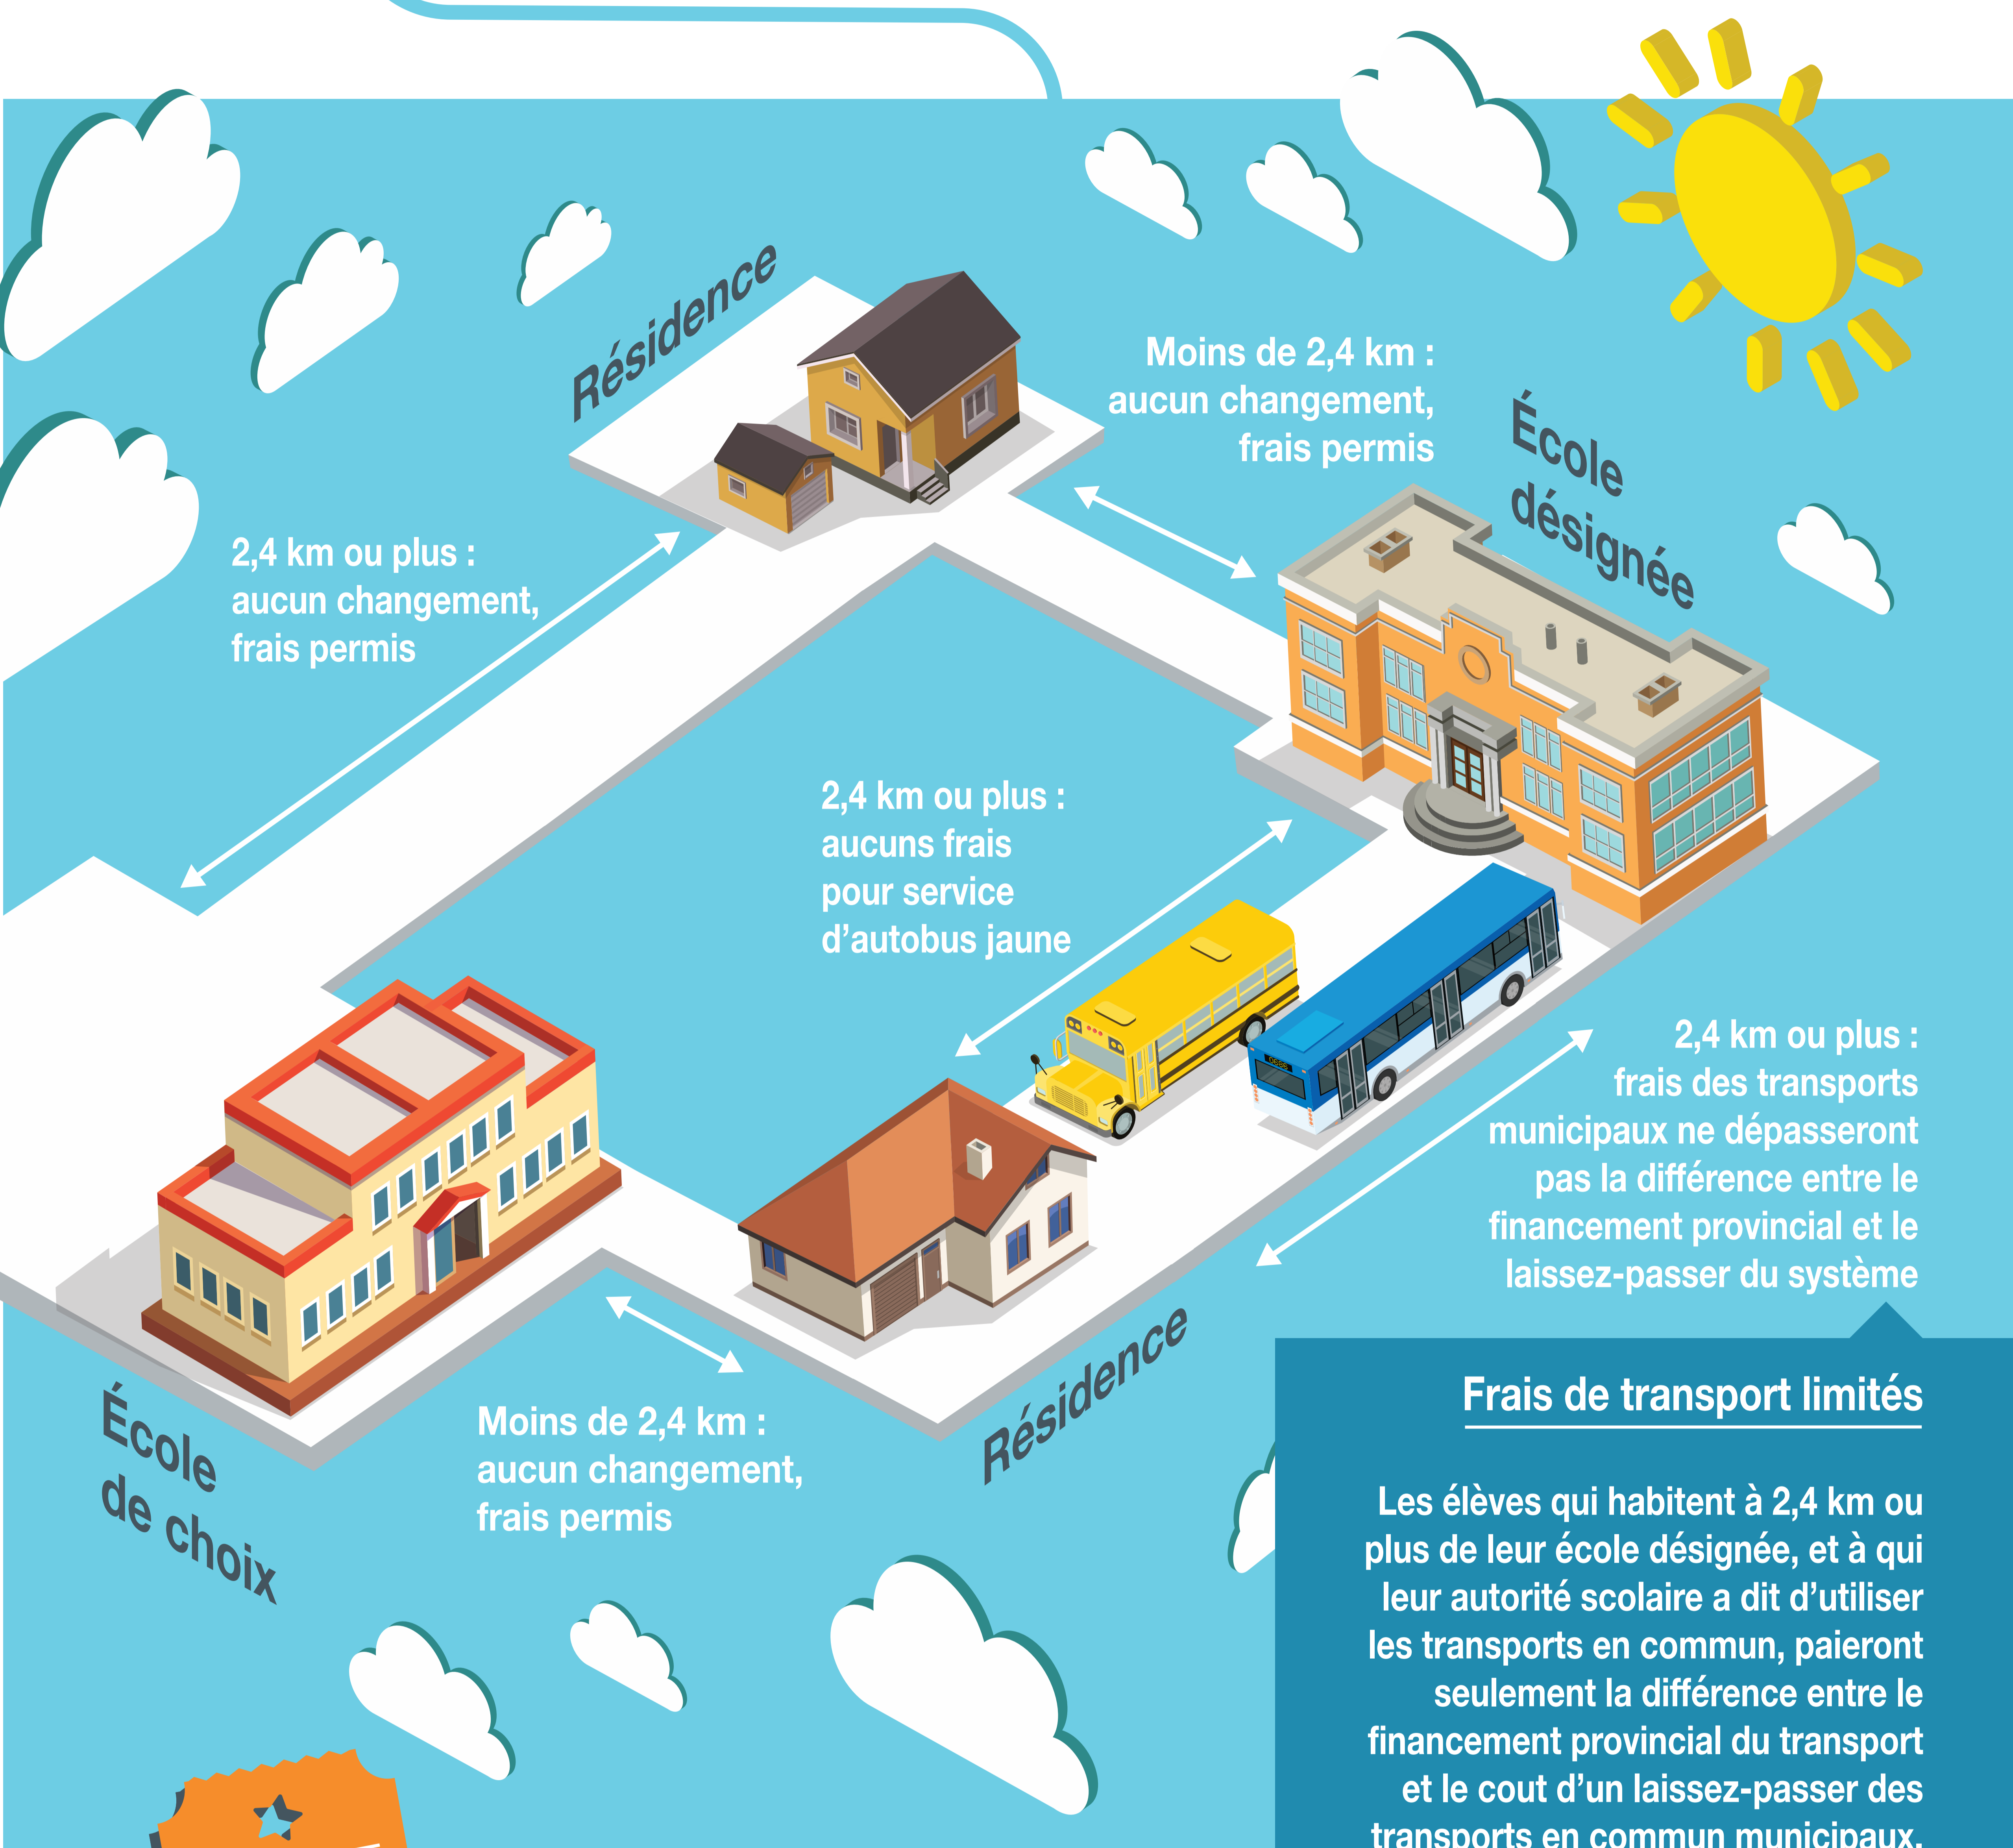 Résidence
Moins de 2,4 km :
aucun changement,
frais permis
École
désignée
2,4 km ou plus :
aucun changement,
frais permis
2,4 km ou plus :
aucuns frais
pour service
d’autobus jaune
2,4 km ou plus :
frais des transports
municipaux ne dépasseront
pas la différence entre le
financement provincial et le
laissez-passer du système
École
de choix
Moins de 2,4 km :
aucun changement,
frais permis
Résidence
Frais de transport limités
Les élèves qui habitent à 2,4 km ou
plus de leur école désignée, et à qui
leur autorité scolaire a dit d’utiliser
les transports en commun, paieront
seulement la différence entre le
financement provincial du transport
et le cout d’un laissez-passer des
transports en commun municipaux.